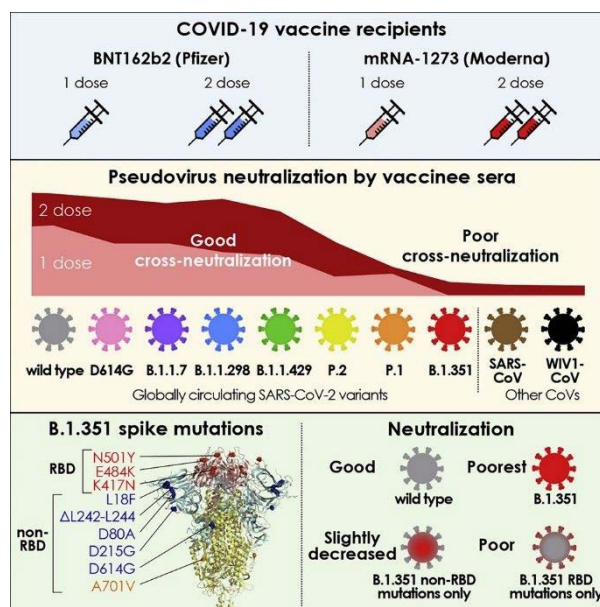 COVID-19 vaccine recipients
BNT162b2 (Pfizer)
1 dose
2 dose
mRNA-1273 (Moderna)
1 dose
2 dose
Pseudovirus neutralization by vaccinee sera
2 dose
1 dose
Good
cross-neutralization
Poor
cross-neutralization
wild type
D614G
B.1.1.7
B.1.1.298
B.1.1.429
P.2
P.1
B.1.351
SARS-
CoV
WIV1-
CoV
Globally circulating SARS-CoV-2 variants
Other CoVs
B.1.351 spike mutations
RBD
N501Y
E484K
K417N
non-
RBD
L18F
ΔL242-L244
D80A
D215G
D614G
A701V
Neutralization
Good
wild type
Poorest
B.1.351
Slightly
decreased
B.1.351 non-RBD
mutations only
Poor
B.1.351 RBD
mutations only